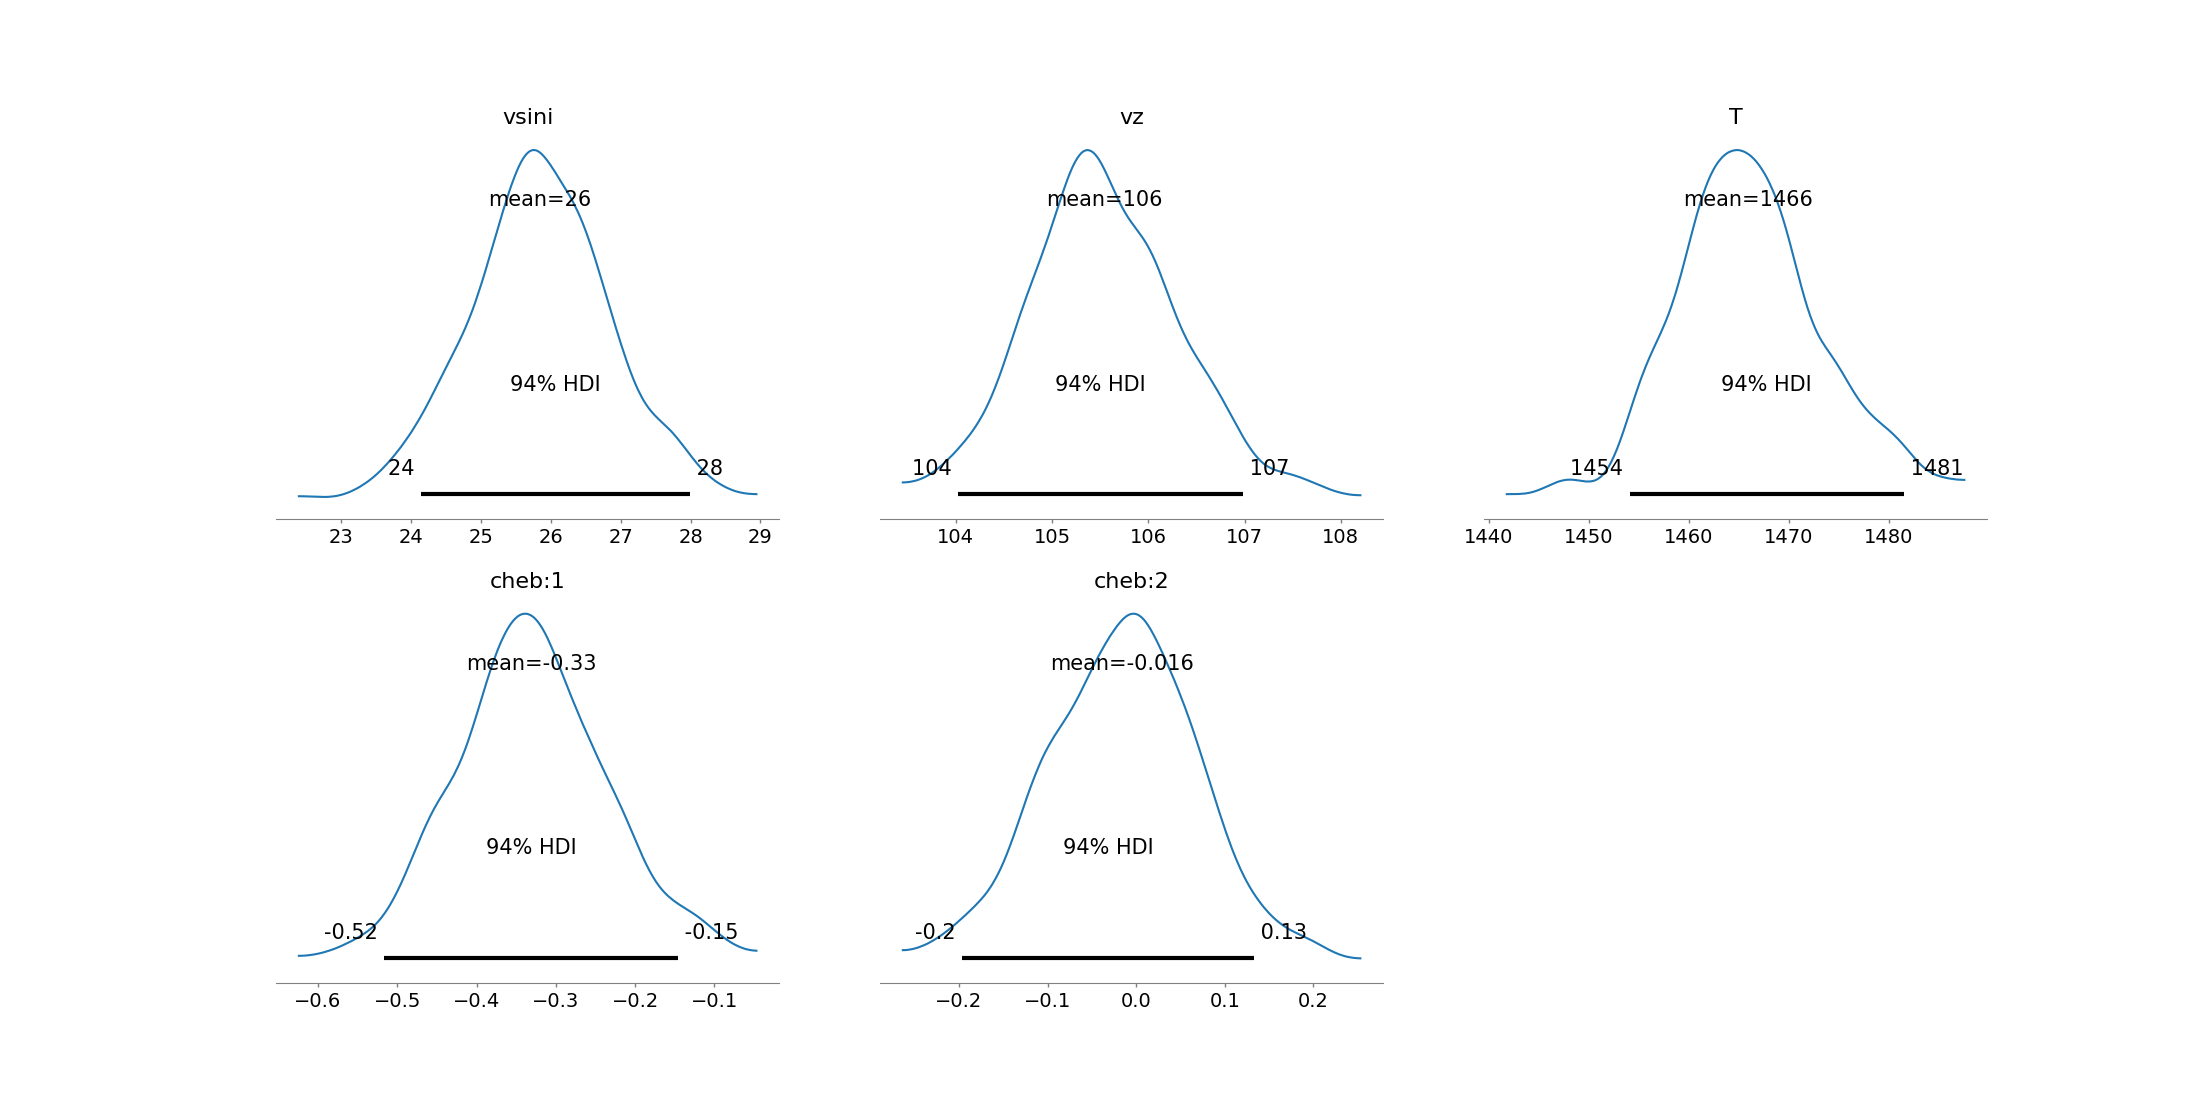 vsini
mean=26
94% HDI
24
28
23 24 25 26 27 28 29
vz
mean=106
94% HDI
104
107
104 105 106 107 108
T
mean=1466
94% HDI
1454
1481
1440 1450 1460 1470 1480
cheb:1
mean=-0.33
94% HDI
-0.52
-0.15
−0.6 −0.5 −0.4 −0.3 −0.2 −0.1
cheb:2
mean=-0.016
94% HDI
-0.2
0.13
−0.2 −0.1 0.0 0.1 0.2